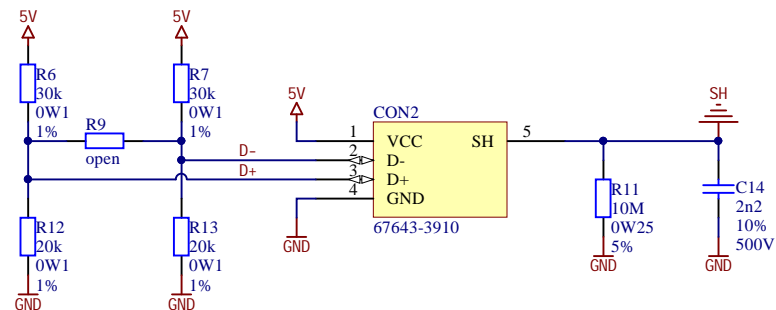 5V
5V
R6
30k
0W1
1%
R7
30k
0W1
1%
R9
open
5V
CON2
SH
1
VCC
SH
5
D-
2
D-
D+
3
D+
4
GND
67643-3910
R12
20k
0W1
1%
R13
20k
0W1
1%
R11
10M
0W25
5%
C14
2n2
10%
500V
GND
GND
GND
GND
GND